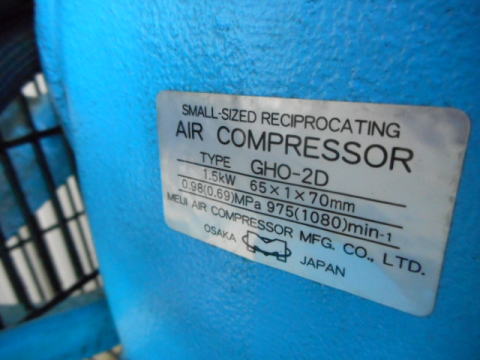 SMALL-SIZED RECIPROCATING
AIR COMPRESSOR
TYPE GHO-2D
1.5kW 65×1×70mm
0.98(0.69)MPa 975(1080)min-1
MEIJI AIR COMPRESSOR MFG. CO., LTD.
OSAKA JAPAN